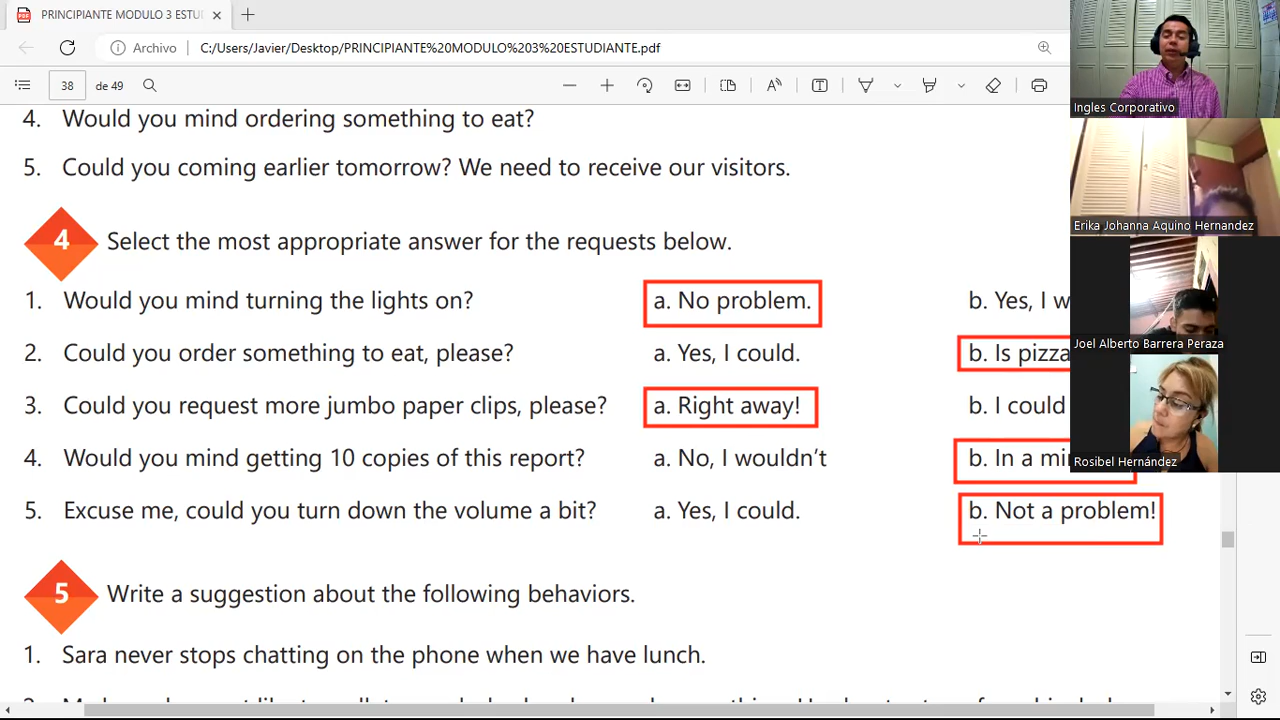 PRINCIPIANTE MODULO 3 ESTU
Archivo
C:/Users/Javier/Desktop/PRINCIPIANTE%20MODULO%203%20ESTUDIANTE.pdf
38 de 49
4. Would you mind ordering something to eat?
5. Could you coming earlier tomorrow? We need to receive our visitors.
4 Select the most appropriate answer for the requests below.
1. Would you mind turning the lights on? a. No problem. b. Yes, I w
2. Could you order something to eat, please? a. Yes, I could. b. Is pizza
3. Could you request more jumbo paper clips, please? a. Right away! b. I could
4. Would you mind getting 10 copies of this report? a. No, I wouldn't b. In a mi
5. Excuse me, could you turn down the volume a bit? a. Yes, I could. b. Not a problem!
5 Write a suggestion about the following behaviors.
1. Sara never stops chatting on the phone when we have lunch.
Ingles Corporativo
Erika Johanna Aquino Hernandez
Joel Alberto Barrera Peraza
Rosibel Hernández